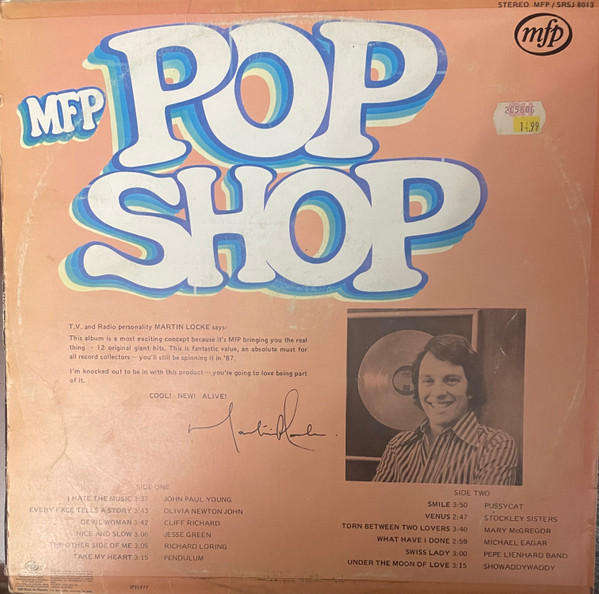 STEREO MFP / SRSJ 8013
mfp
MFP POP
SHOP
205806
14.99
T.V. and Radio personality MARTIN LOCKE says:
This album is a most exciting concept because it's MFP bringing you the real
thing - 12 original giant hits. This is fantastic value, an absolute must for
all record collectors - you'll still be spinning it in '87.
I'm knocked out to be in with this product - you're going to love being part
of it.
COOL! NEW! ALIVE!
Martin Locke.
SIDE ONE
I HATE THE MUSIC 3:37 JOHN PAUL YOUNG
EVERY FACE TELLS A STORY 3:43 OLIVIA NEWTON JOHN
DEVIL WOMAN 3:42 CLIFF RICHARD
NICE AND SLOW 3:06 JESSE GREEN
THE OTHER SIDE OF ME 3:05 RICHARD LORING
TAKE MY HEART 3:15 PENDULUM
SIDE TWO
SMILE 3:50 PUSSYCAT
VENUS 2:47 STOCKLEY SISTERS
TORN BETWEEN TWO LOVERS 3:40 MARY McGREGOR
WHAT HAVE I DONE 2:59 MICHAEL EAGAR
SWISS LADY 3:00 PEPE LIENHARD BAND
UNDER THE MOON OF LOVE 3:15 SHOWADDYWADDY
mfp